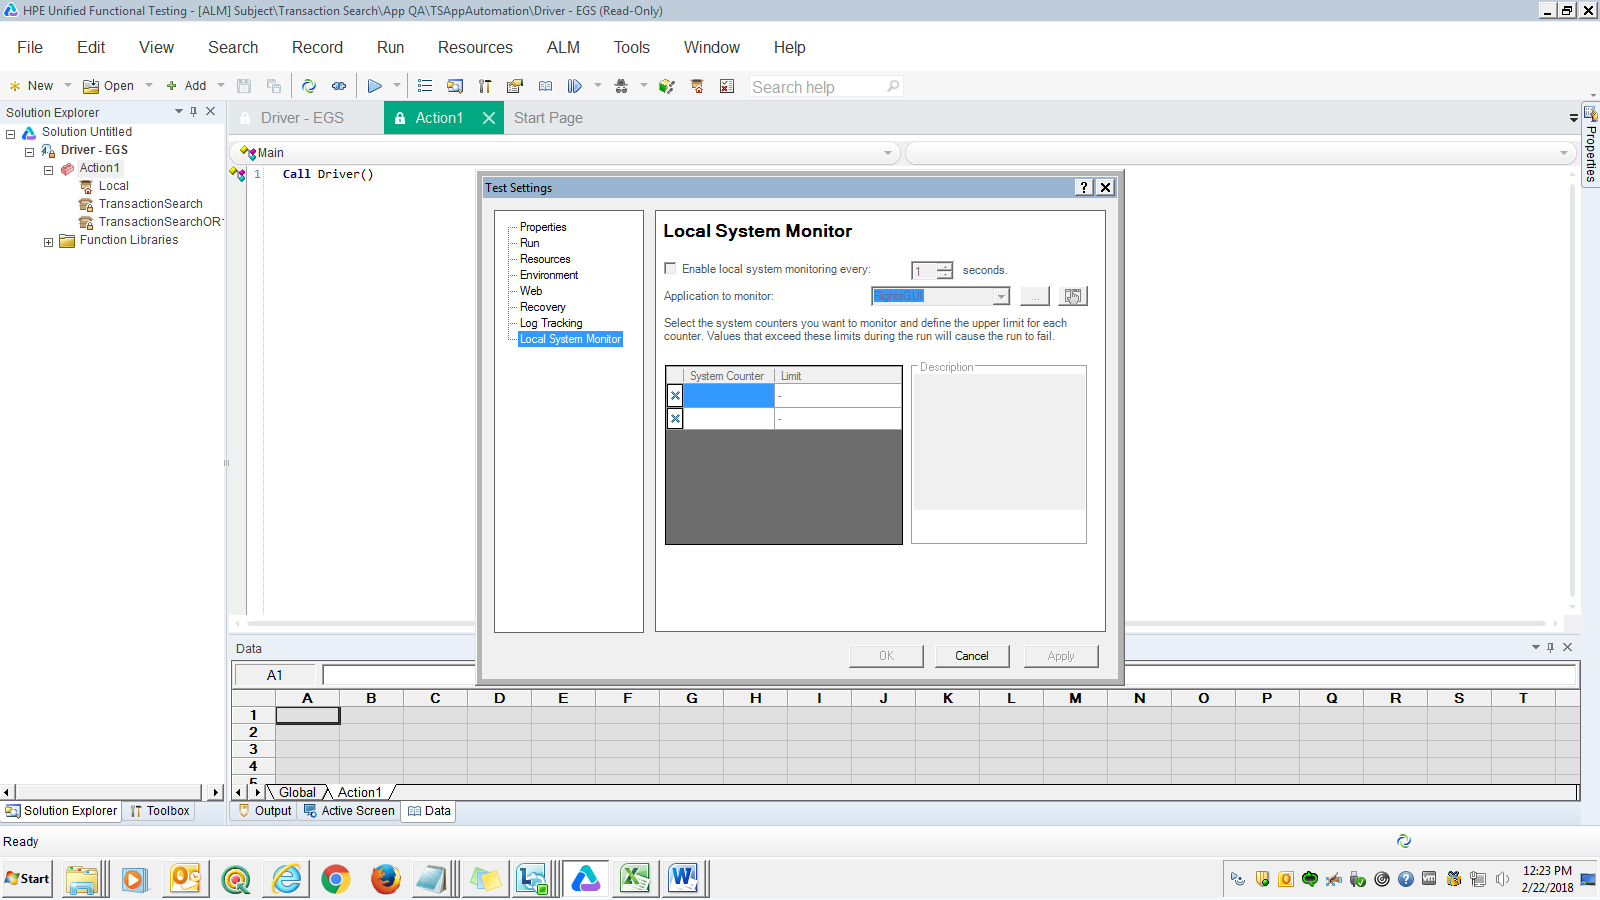 HPE Unified Functional Testing - [ALM] Subject\Transaction Search\App QA\TSAppAutomation\Driver - EGS (Read-Only)
File Edit View Search Record Run Resources ALM Tools Window Help
New Open Add Search help
Solution Explorer
Solution Untitled
Driver - EGS
Action1
Local
TransactionSearch
TransactionSearchOR
Function Libraries
Driver - EGS Action1 Start Page
Main
1 Call Driver()
Properties
Test Settings
Properties
Run
Resources
Environment
Web
Recovery
Log Tracking
Local System Monitor
Local System Monitor
Enable local system monitoring every: 1 seconds.
Application to monitor: FlightsGUI ...
Select the system counters you want to monitor and define the upper limit for each
counter. Values that exceed these limits during the run will cause the run to fail.
System Counter Limit
-
-
Description
OK Cancel Apply
Data
A1
A B C D E F G H I J K L M N O P Q R S T
1
2
3
4
5
Global Action1
Solution Explorer Toolbox Output Active Screen Data
Ready
Start
12:23 PM
2/22/2018